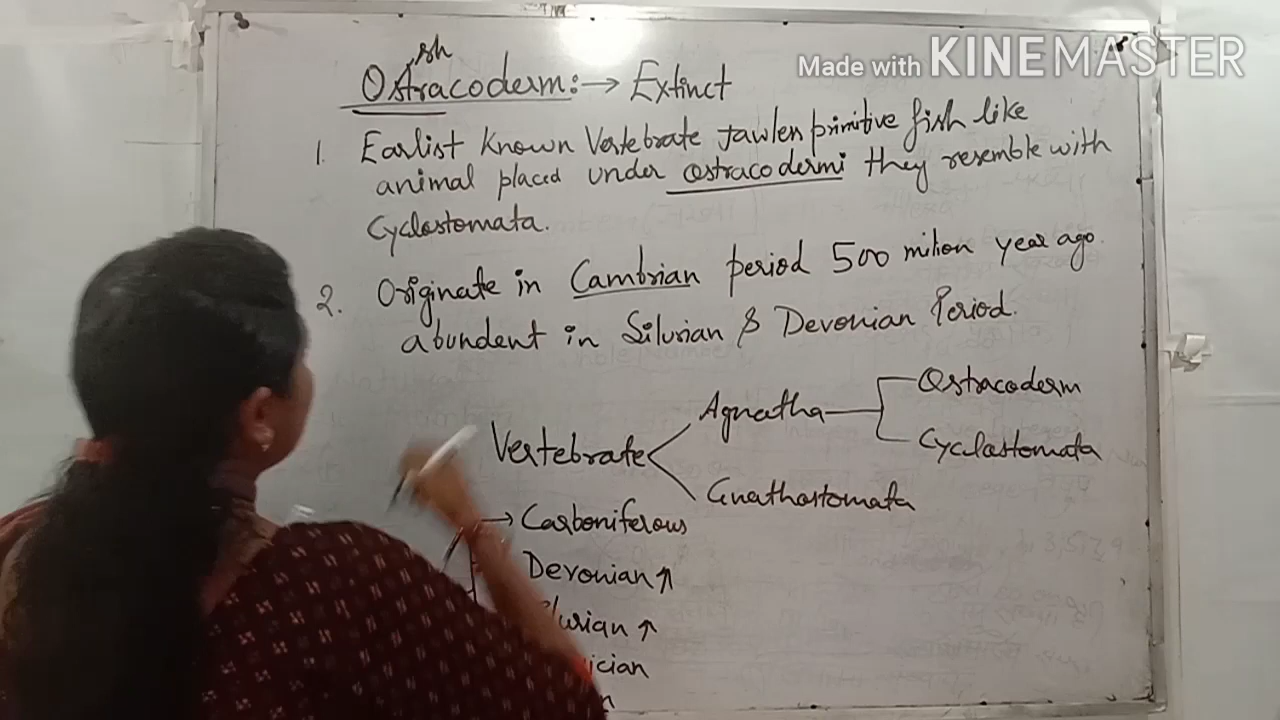 Made with KINEMASTER
sh
Ostracoderm:→ Extinct
1. Earlist known Vertebrate Jawles primitive fish like
animal placed under ostracodermi they resemble with
Cyclostomata.
2. Originate in Cambrian period 500 milion year ago.
abundent in Silurian & Devonian Period.
Vertebrate
Agnatha
Ostracoderm
Cyclostomata
Gnathostomata
→ Carboniferous
Devonian ↑
lurian ↑
ician
n